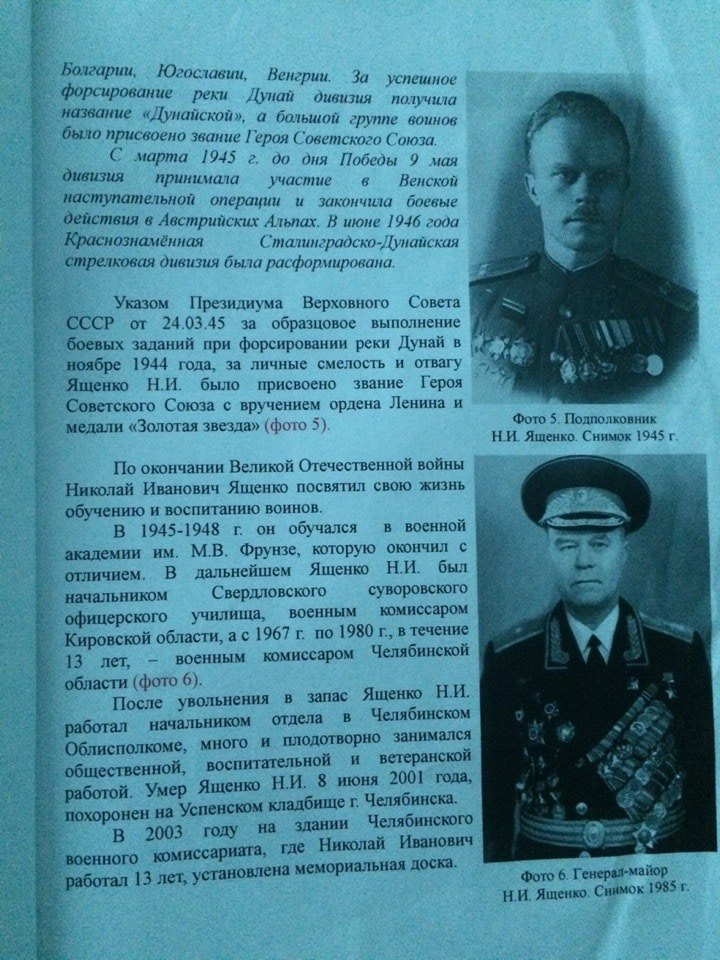 Болгарии, Югославии, Венгрии. За успешное
форсирование реки Дунай дивизия получила
название «Дунайской», а большой группе воинов
было присвоено звание Героя Советского Союза.
С марта 1945 г. до дня Победы 9 мая
дивизия принимала участие в Венской
наступательной операции и закончила боевые
действия в Австрийских Альпах. В июне 1946 года
Краснознамённая Сталинградско-Дунайская
стрелковая дивизия была расформирована.
Указом Президиума Верховного Совета
СССР от 24.03.45 за образцовое выполнение
боевых заданий при форсировании реки Дунай в
ноябре 1944 года, за личные смелость и отвагу
Ященко Н.И. было присвоено звание Героя
Советского Союза с вручением ордена Ленина и
медали «Золотая звезда» (фото 5).
Фото 5. Подполковник
Н.И. Ященко. Снимок 1945 г.
По окончании Великой Отечественной войны
Николай Иванович Ященко посвятил свою жизнь
обучению и воспитанию воинов.
В 1945-1948 г. он обучался в военной
академии им. М.В. Фрунзе, которую окончил с
отличием. В дальнейшем Ященко Н.И. был
начальником Свердловского суворовского
офицерского училища, военным комиссаром
Кировской области, а с 1967 г. по 1980 г., в течение
13 лет, – военным комиссаром Челябинской
области (фото 6).
После увольнения в запас Ященко Н.И.
работал начальником отдела в Челябинском
Облисполкоме, много и плодотворно занимался
общественной, воспитательной и ветеранской
работой. Умер Ященко Н.И. 8 июня 2001 года,
похоронен на Успенском кладбище г. Челябинска.
В 2003 году на здании Челябинского
военного комиссариата, где Николай Иванович
работал 13 лет, установлена мемориальная доска.
Фото 6. Генерал-майор
Н.И. Ященко. Снимок 1985 г.